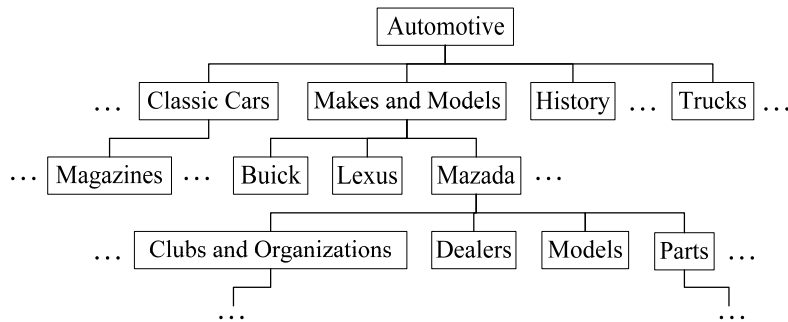 Automotive
… Classic Cars Makes and Models History … Trucks …
… Magazines … Buick Lexus Mazada …
… Clubs and Organizations Dealers Models Parts …
… …